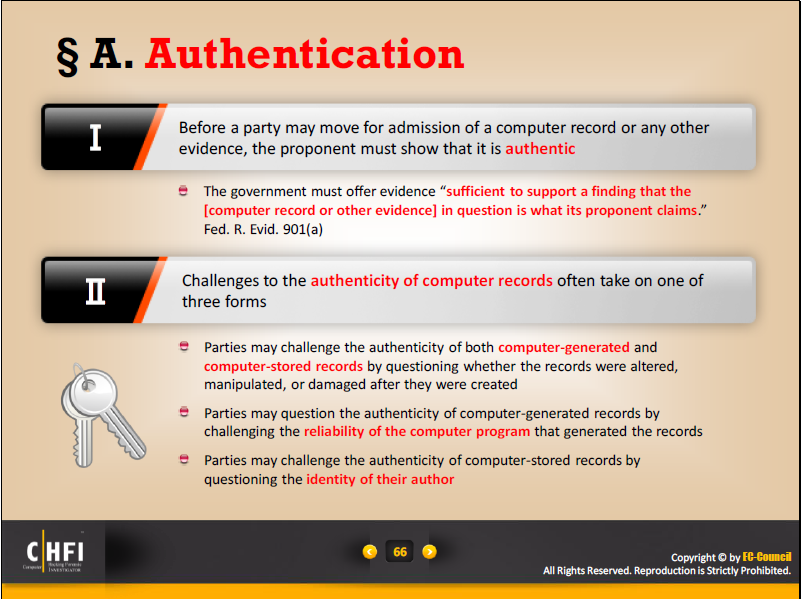 § A. Authentication
I
Before a party may move for admission of a computer record or any other
evidence, the proponent must show that it is authentic
The government must offer evidence “sufficient to support a finding that the
[computer record or other evidence] in question is what its proponent claims.”
Fed. R. Evid. 901(a)
II
Challenges to the authenticity of computer records often take on one of
three forms
Parties may challenge the authenticity of both computer-generated and
computer-stored records by questioning whether the records were altered,
manipulated, or damaged after they were created
Parties may question the authenticity of computer-generated records by
challenging the reliability of the computer program that generated the records
Parties may challenge the authenticity of computer-stored records by
questioning the identity of their author
CHFI
Computer Hacking Forensic
INVESTIGATOR
66
Copyright © by EC-Council
All Rights Reserved. Reproduction is Strictly Prohibited.